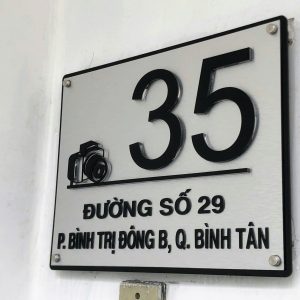 35
ĐƯỜNG SỐ 29
P. BÌNH TRỊ ĐÔNG B, Q. BÌNH TÂN